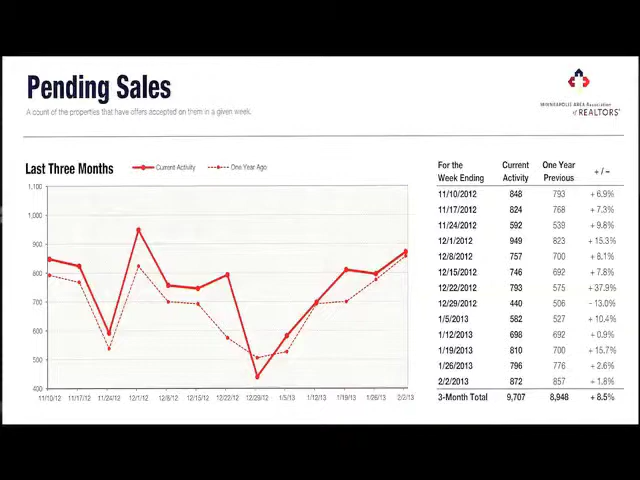 Pending Sales
A count of the properties that have offers accepted on them in a given week.
MINNEAPOLIS AREA Association
of REALTORS®
Last Three Months
Current Activity
One Year Ago
1,100
1,000
900
800
700
600
500
400
11/10/12 11/17/12 11/24/12 12/1/12 12/8/12 12/15/12 12/22/12 12/29/12 1/5/13 1/12/13 1/19/13 1/26/13 2/2/13
For the Week Ending Current Activity One Year Previous + / –
11/10/2012 848 793 + 6.9%
11/17/2012 824 768 + 7.3%
11/24/2012 592 539 + 9.8%
12/1/2012 949 823 + 15.3%
12/8/2012 757 700 + 8.1%
12/15/2012 746 692 + 7.8%
12/22/2012 793 575 + 37.9%
12/29/2012 440 506 - 13.0%
1/5/2013 582 527 + 10.4%
1/12/2013 698 692 + 0.9%
1/19/2013 810 700 + 15.7%
1/26/2013 796 776 + 2.6%
2/2/2013 872 857 + 1.8%
3-Month Total 9,707 8,948 + 8.5%